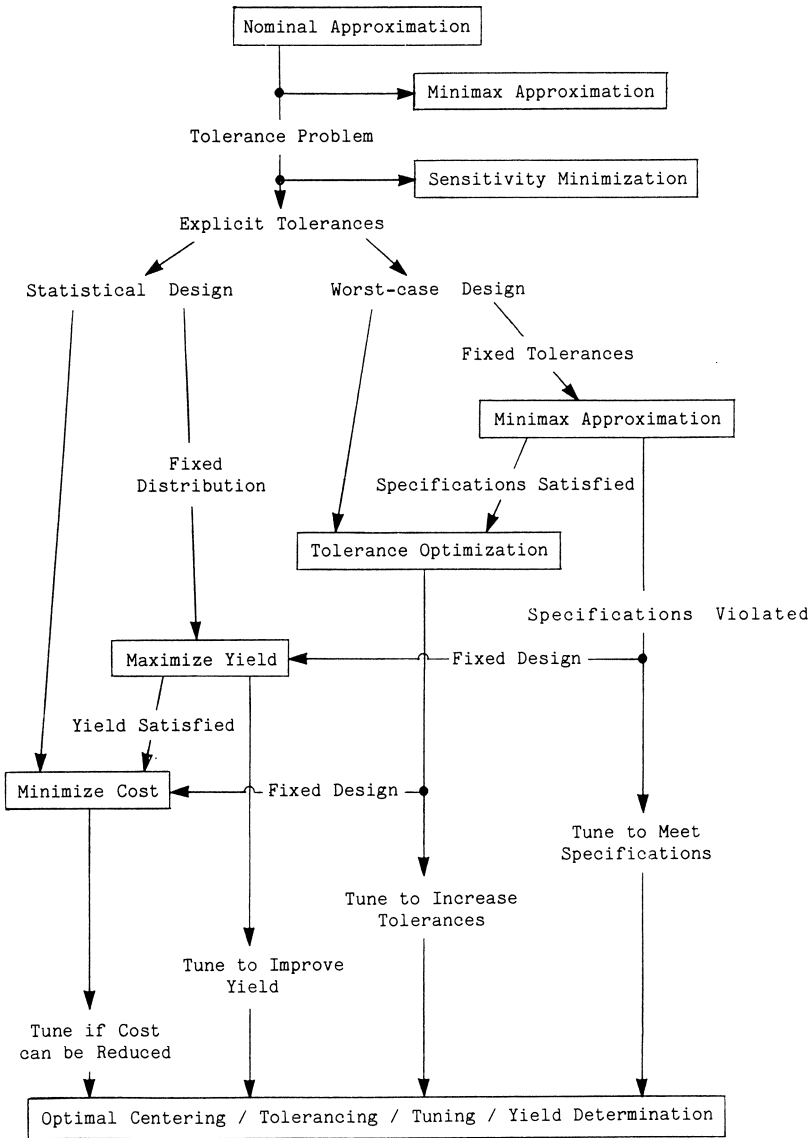 Nominal Approximation
Minimax Approximation
Tolerance Problem
Sensitivity Minimization
Explicit Tolerances
Statistical Design
Worst-case Design
Fixed Tolerances
Minimax Approximation
Fixed
Distribution
Specifications Satisfied
Tolerance Optimization
Specifications Violated
Maximize Yield
Fixed Design
Yield Satisfied
Minimize Cost
Fixed Design
Tune to Meet
Specifications
Tune to Increase
Tolerances
Tune to Improve
Yield
Tune if Cost
can be Reduced
Optimal Centering / Tolerancing / Tuning / Yield Determination